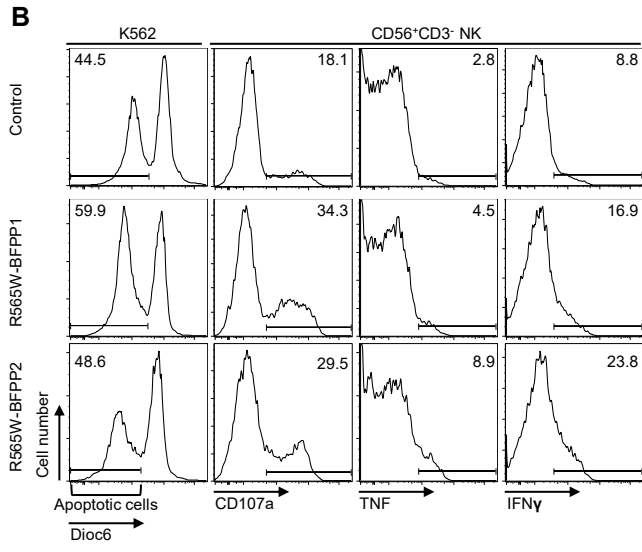 B
K562
CD56⁺CD3⁻ NK
Control
44.5
18.1
2.8
8.8
R565W-BFPP1
59.9
34.3
4.5
16.9
R565W-BFPP2
48.6
29.5
8.9
23.8
Cell number
Apoptotic cells
Dioc6
CD107a
TNF
IFNγ